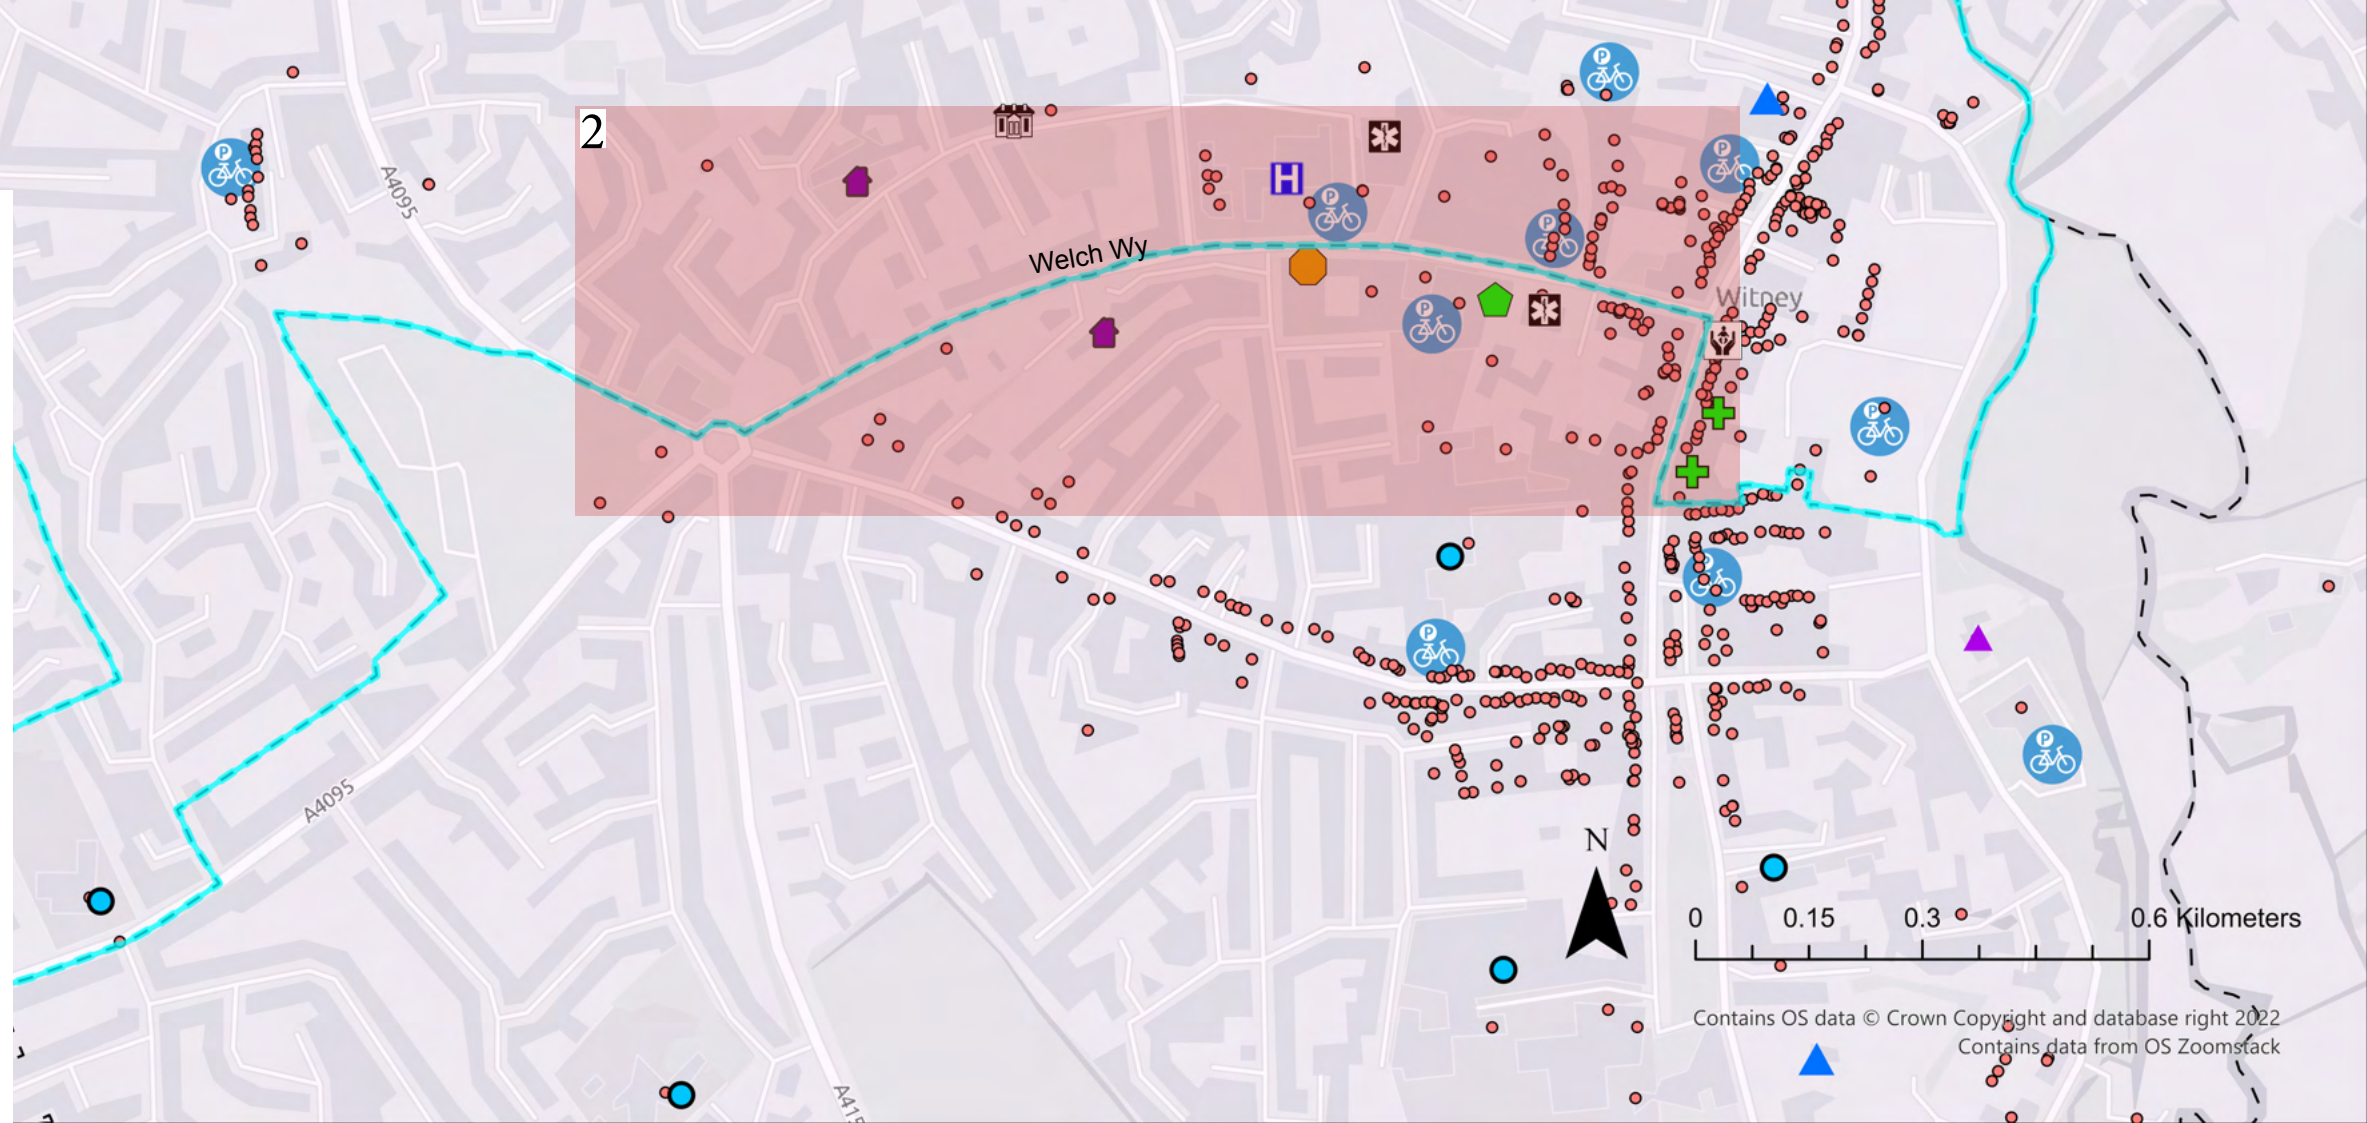 A4095
2
H
Welch Wy
Witney
A4095
N
0 0.15 0.3 0.6 Kilometers
Contains OS data © Crown Copyright and database right 2022
Contains data from OS Zoomstack
P
P
P
P
P
P
P
P
P
P